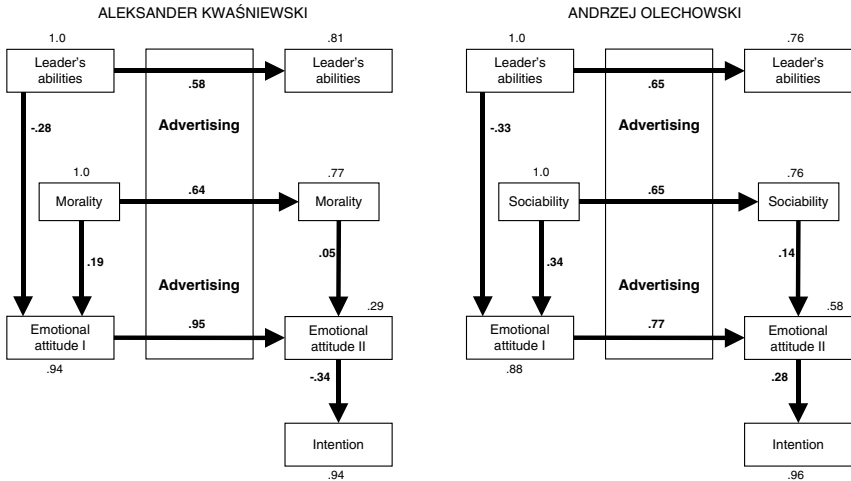 ALEKSANDER KWAŚNIEWSKI
1.0
.81
Leader's
abilities
Leader's
abilities
.58
-.28
Advertising
1.0
.77
Morality
.64
Morality
.19
.05
Advertising
.29
Emotional
attitude I
.95
Emotional
attitude II
.94
-.34
Intention
.94
ANDRZEJ OLECHOWSKI
1.0
.76
Leader's
abilities
Leader's
abilities
.65
-.33
Advertising
1.0
.76
Sociability
.65
Sociability
.34
.14
Advertising
.58
Emotional
attitude I
.77
Emotional
attitude II
.88
.28
Intention
.96